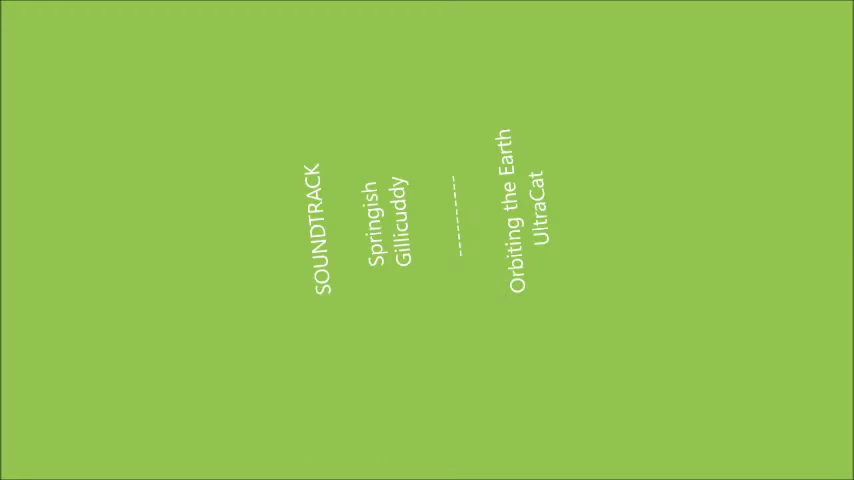 SOUNDTRACK
Springish
Gillicuddy
----------
Orbiting the Earth
UltraCat